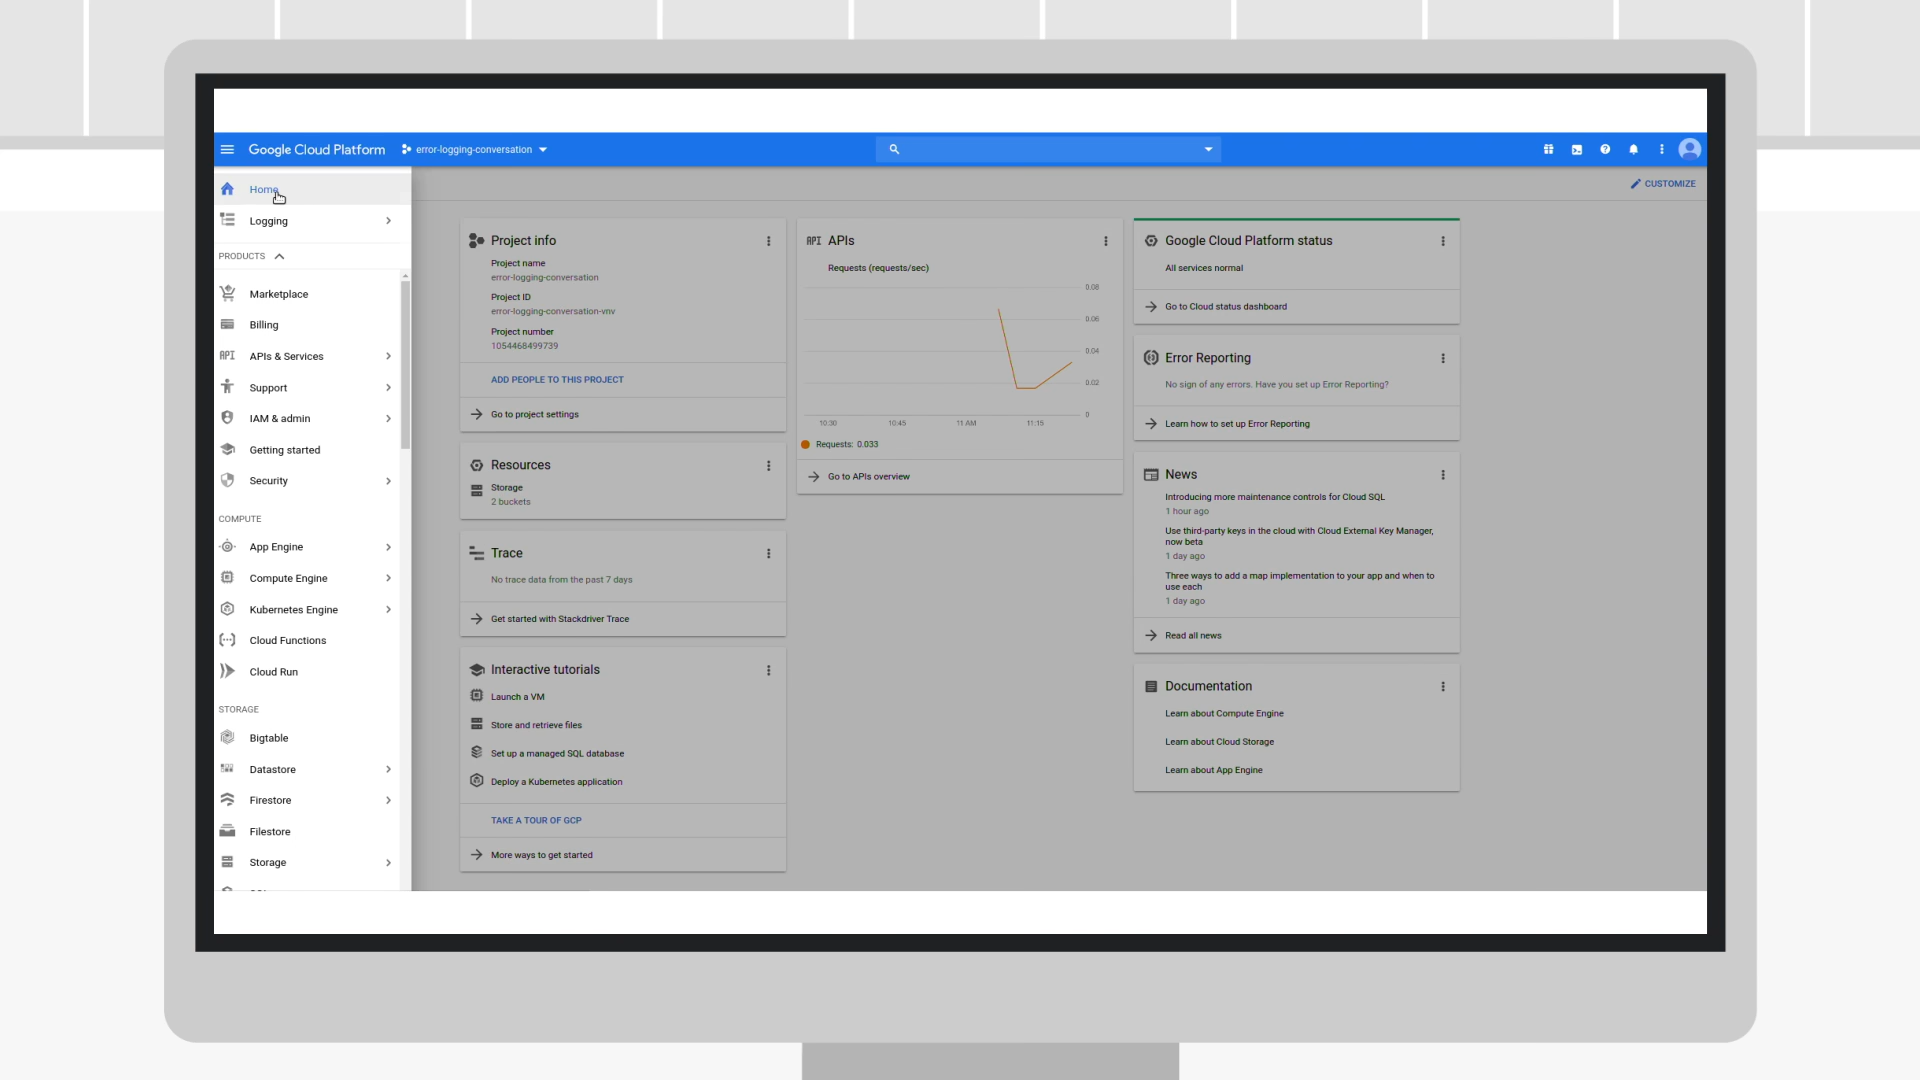 Google Cloud Platform
error-logging-conversation
Home
Logging
PRODUCTS
Marketplace
Billing
API
APIs & Services
Support
IAM & admin
Getting started
Security
COMPUTE
App Engine
Compute Engine
Kubernetes Engine
Cloud Functions
Cloud Run
STORAGE
Bigtable
Datastore
Firestore
Filestore
Storage
CUSTOMIZE
Project info
Project name
error-logging-conversation
Project ID
error-logging-conversation-vnv
Project number
1054468499739
ADD PEOPLE TO THIS PROJECT
Go to project settings
Resources
Storage
2 buckets
Trace
No trace data from the past 7 days
Get started with Stackdriver Trace
Interactive tutorials
Launch a VM
Store and retrieve files
Set up a managed SQL database
Deploy a Kubernetes application
TAKE A TOUR OF GCP
More ways to get started
API APIs
Requests (requests/sec)
0.08
0.06
0.04
0.02
0
10:30 10:45 11 AM 11:15
Requests: 0.033
Go to APIs overview
Google Cloud Platform status
All services normal
Go to Cloud status dashboard
Error Reporting
No sign of any errors. Have you set up Error Reporting?
Learn how to set up Error Reporting
News
Introducing more maintenance controls for Cloud SQL
1 hour ago
Use third-party keys in the cloud with Cloud External Key Manager,
now beta
1 day ago
Three ways to add a map implementation to your app and when to
use each
1 day ago
Read all news
Documentation
Learn about Compute Engine
Learn about Cloud Storage
Learn about App Engine